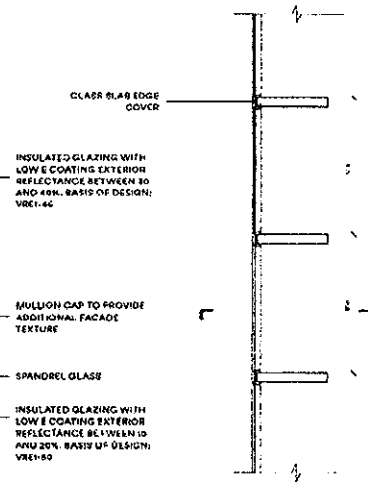 GLASS SLAB EDGE
COVER
INSULATED GLAZING WITH
LOW E COATING EXTERIOR
REFLECTANCE BETWEEN 30
AND 40%. BASIS OF DESIGN:
VRE1-46
MULLION CAP TO PROVIDE
ADDITIONAL FACADE
TEXTURE
SPANDREL GLASS
INSULATED GLAZING WITH
LOW E COATING EXTERIOR
REFLECTANCE BETWEEN 10
AND 20%. BASIS OF DESIGN: